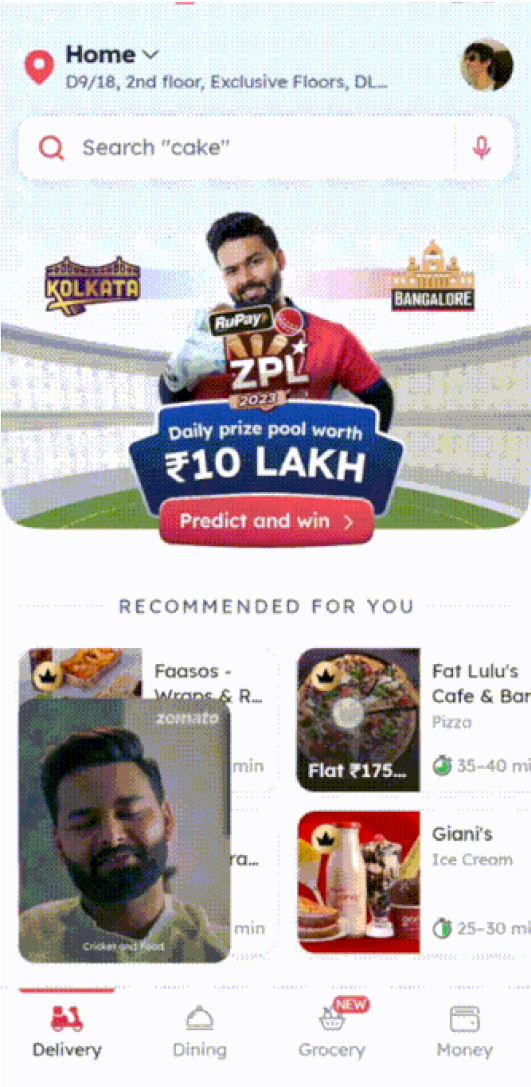 Home
D9/18, 2nd floor, Exclusive Floors, DL...
Search "cake"
KOLKATA
BANGALORE
RuPay
ZPL
2023
Daily prize pool worth
₹10 LAKH
Predict and win >
RECOMMENDED FOR YOU
Faasos -
Wraps & R...
min
zomato
Cricket and Food
ra...
min
Flat ₹175...
Fat Lulu's
Cafe & Bar
Pizza
35-40 mi
Giani's
Ice Cream
25-30 mi
NEW
Delivery
Dining
Grocery
Money